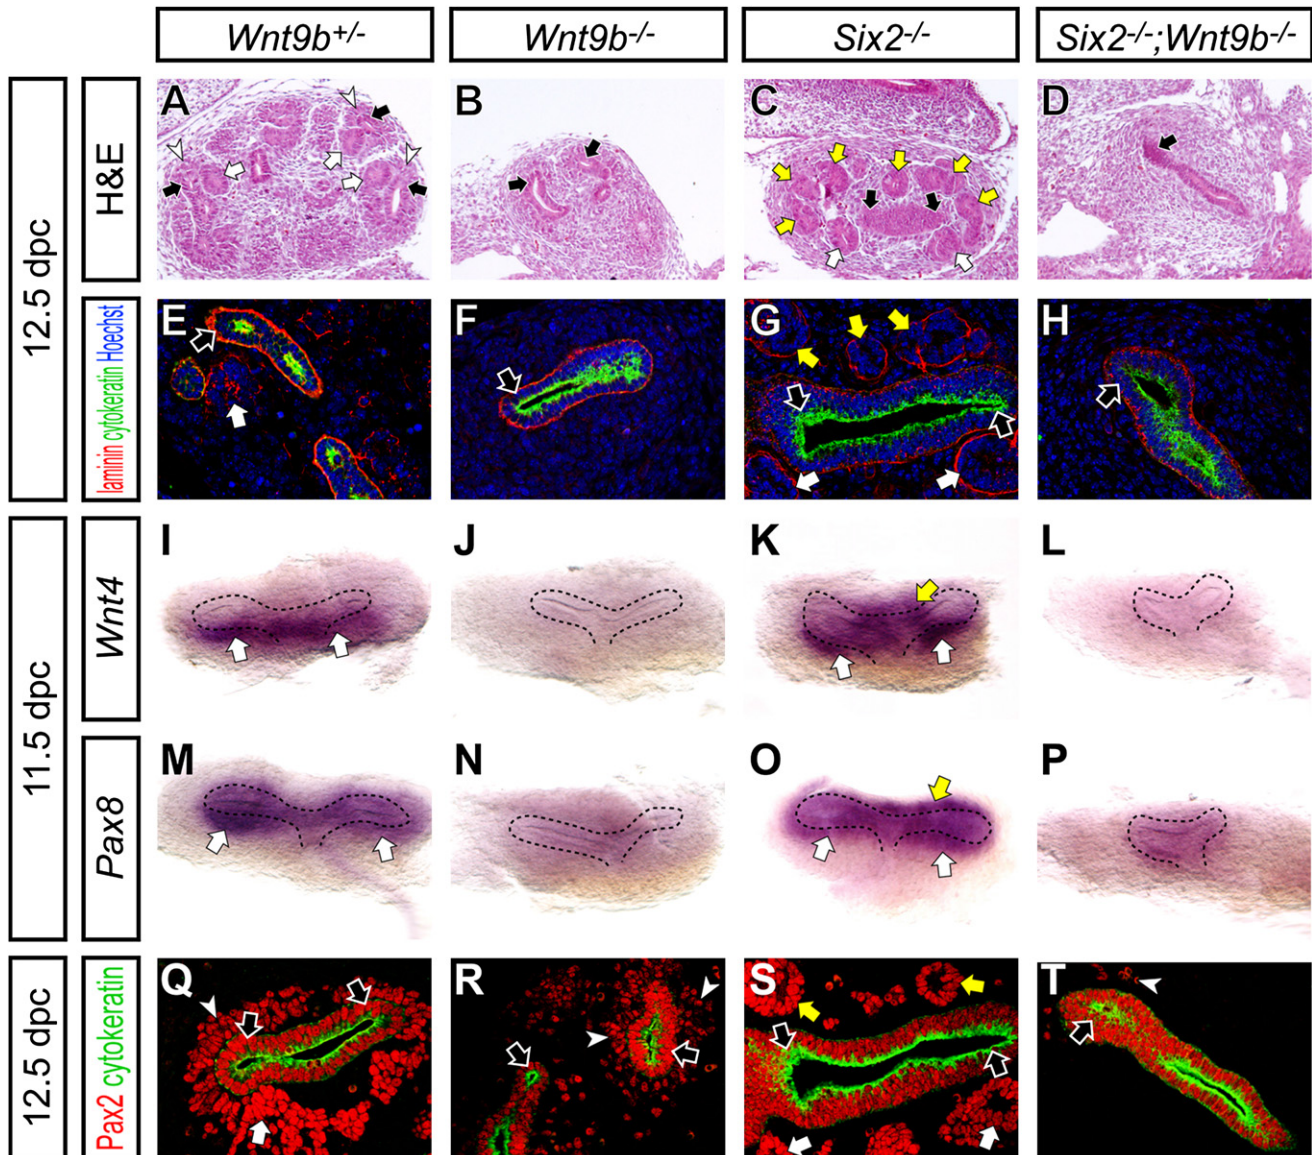 Wnt9b+/- Wnt9b-/- Six2-/- Six2-/-;Wnt9b-/-
12.5 dpc
H&E
A B C D
laminin cytokeratin Hoechst
E F G H
11.5 dpc
Wnt4
I J K L
Pax8
M N O P
12.5 dpc
Pax2 cytokeratin
Q R S T